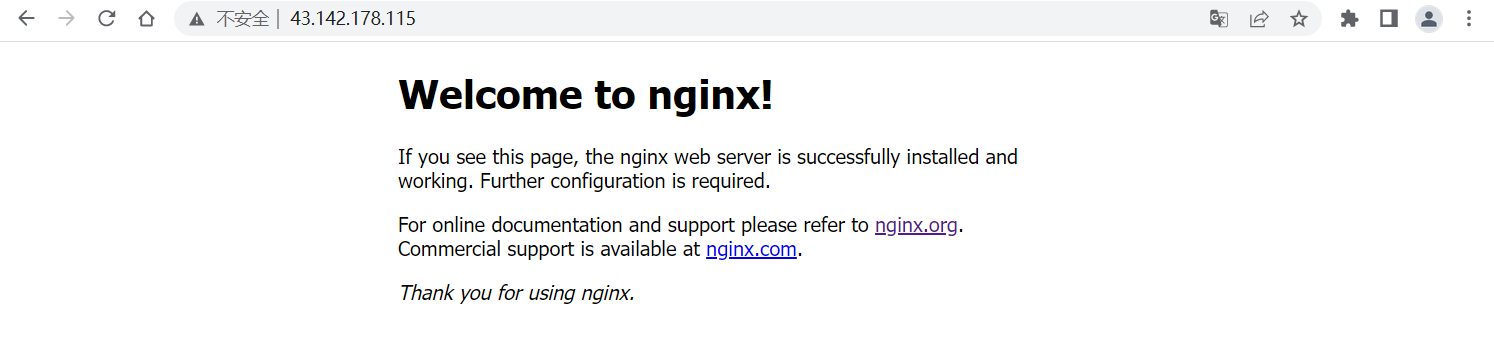 不安全 | 43.142.178.115
Welcome to nginx!
If you see this page, the nginx web server is successfully installed and
working. Further configuration is required.
For online documentation and support please refer to nginx.org.
Commercial support is available at nginx.com.
Thank you for using nginx.